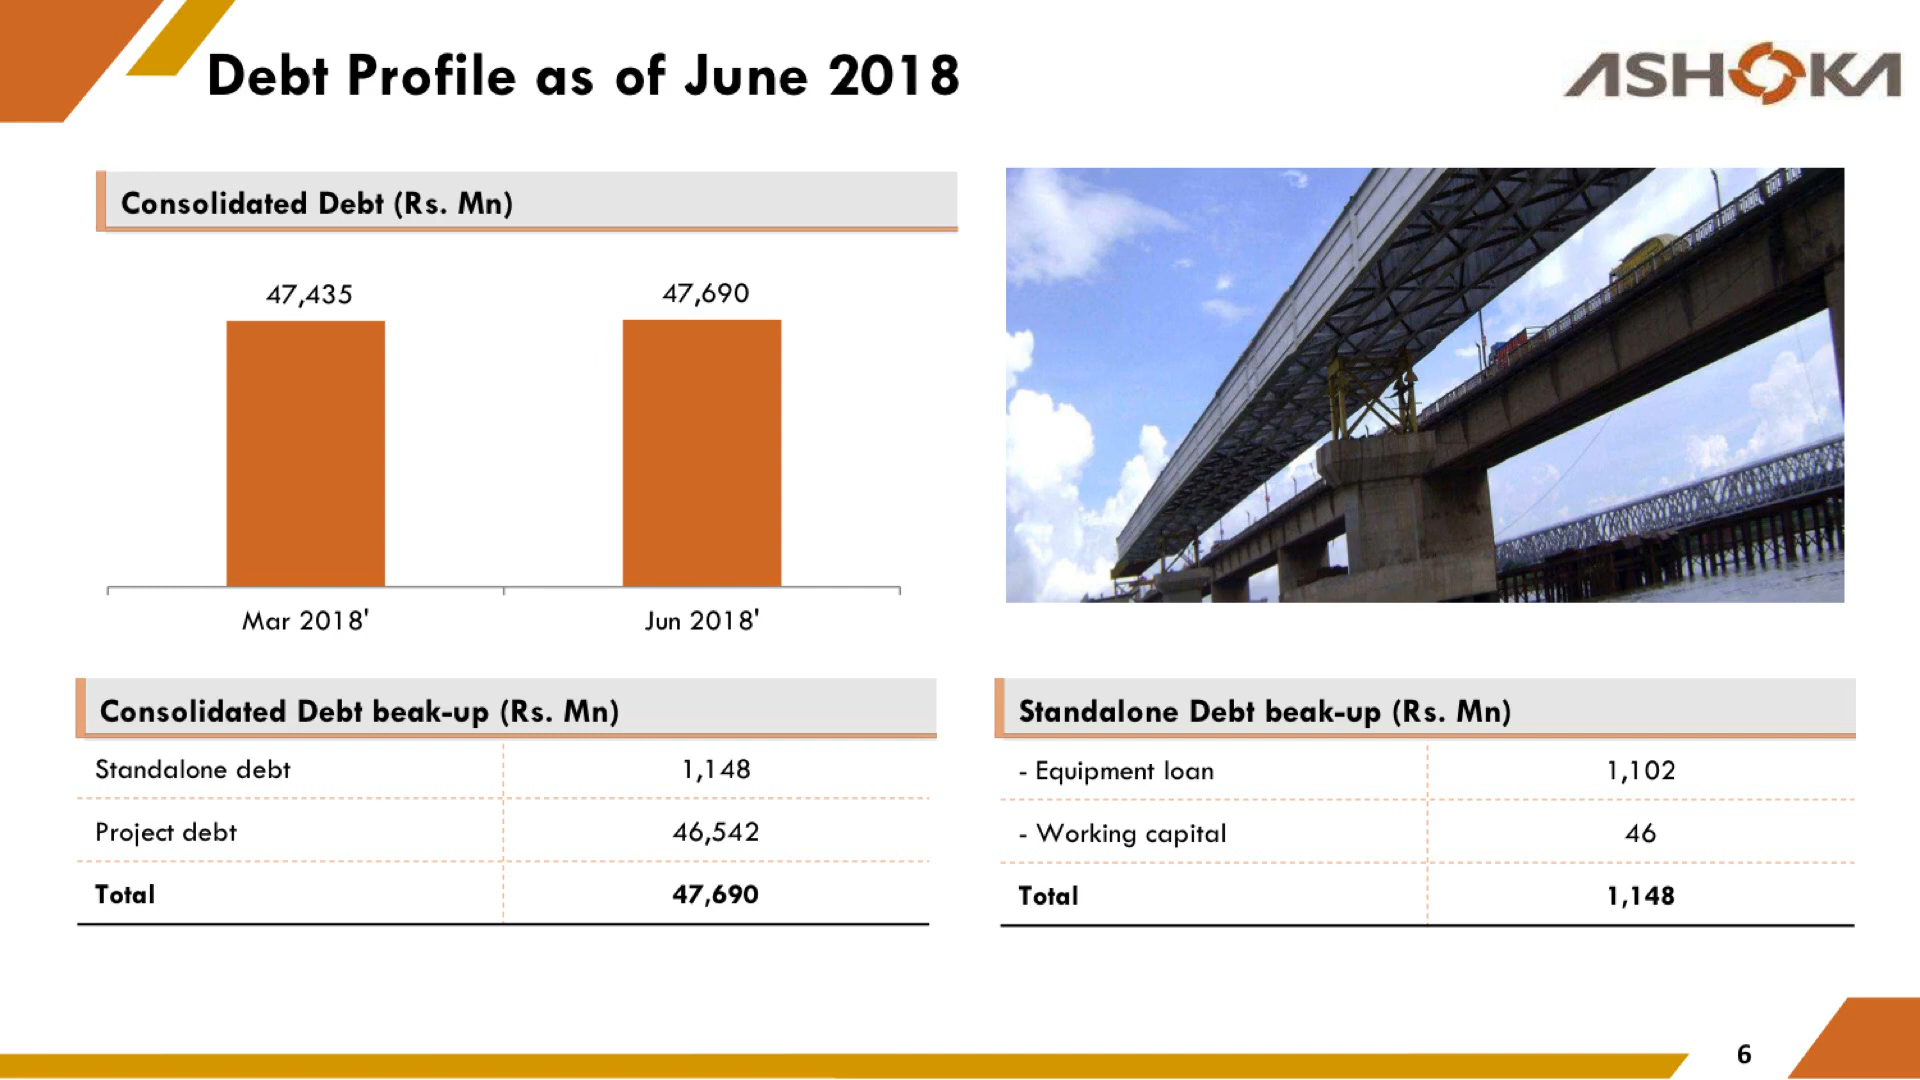 Debt Profile as of June 2018
ASHOKA
Consolidated Debt (Rs. Mn)
47,435
47,690
Mar 2018'
Jun 2018'
Consolidated Debt beak-up (Rs. Mn)
Standalone debt 1,148
Project debt 46,542
Total 47,690
Standalone Debt beak-up (Rs. Mn)
- Equipment loan 1,102
- Working capital 46
Total 1,148
6